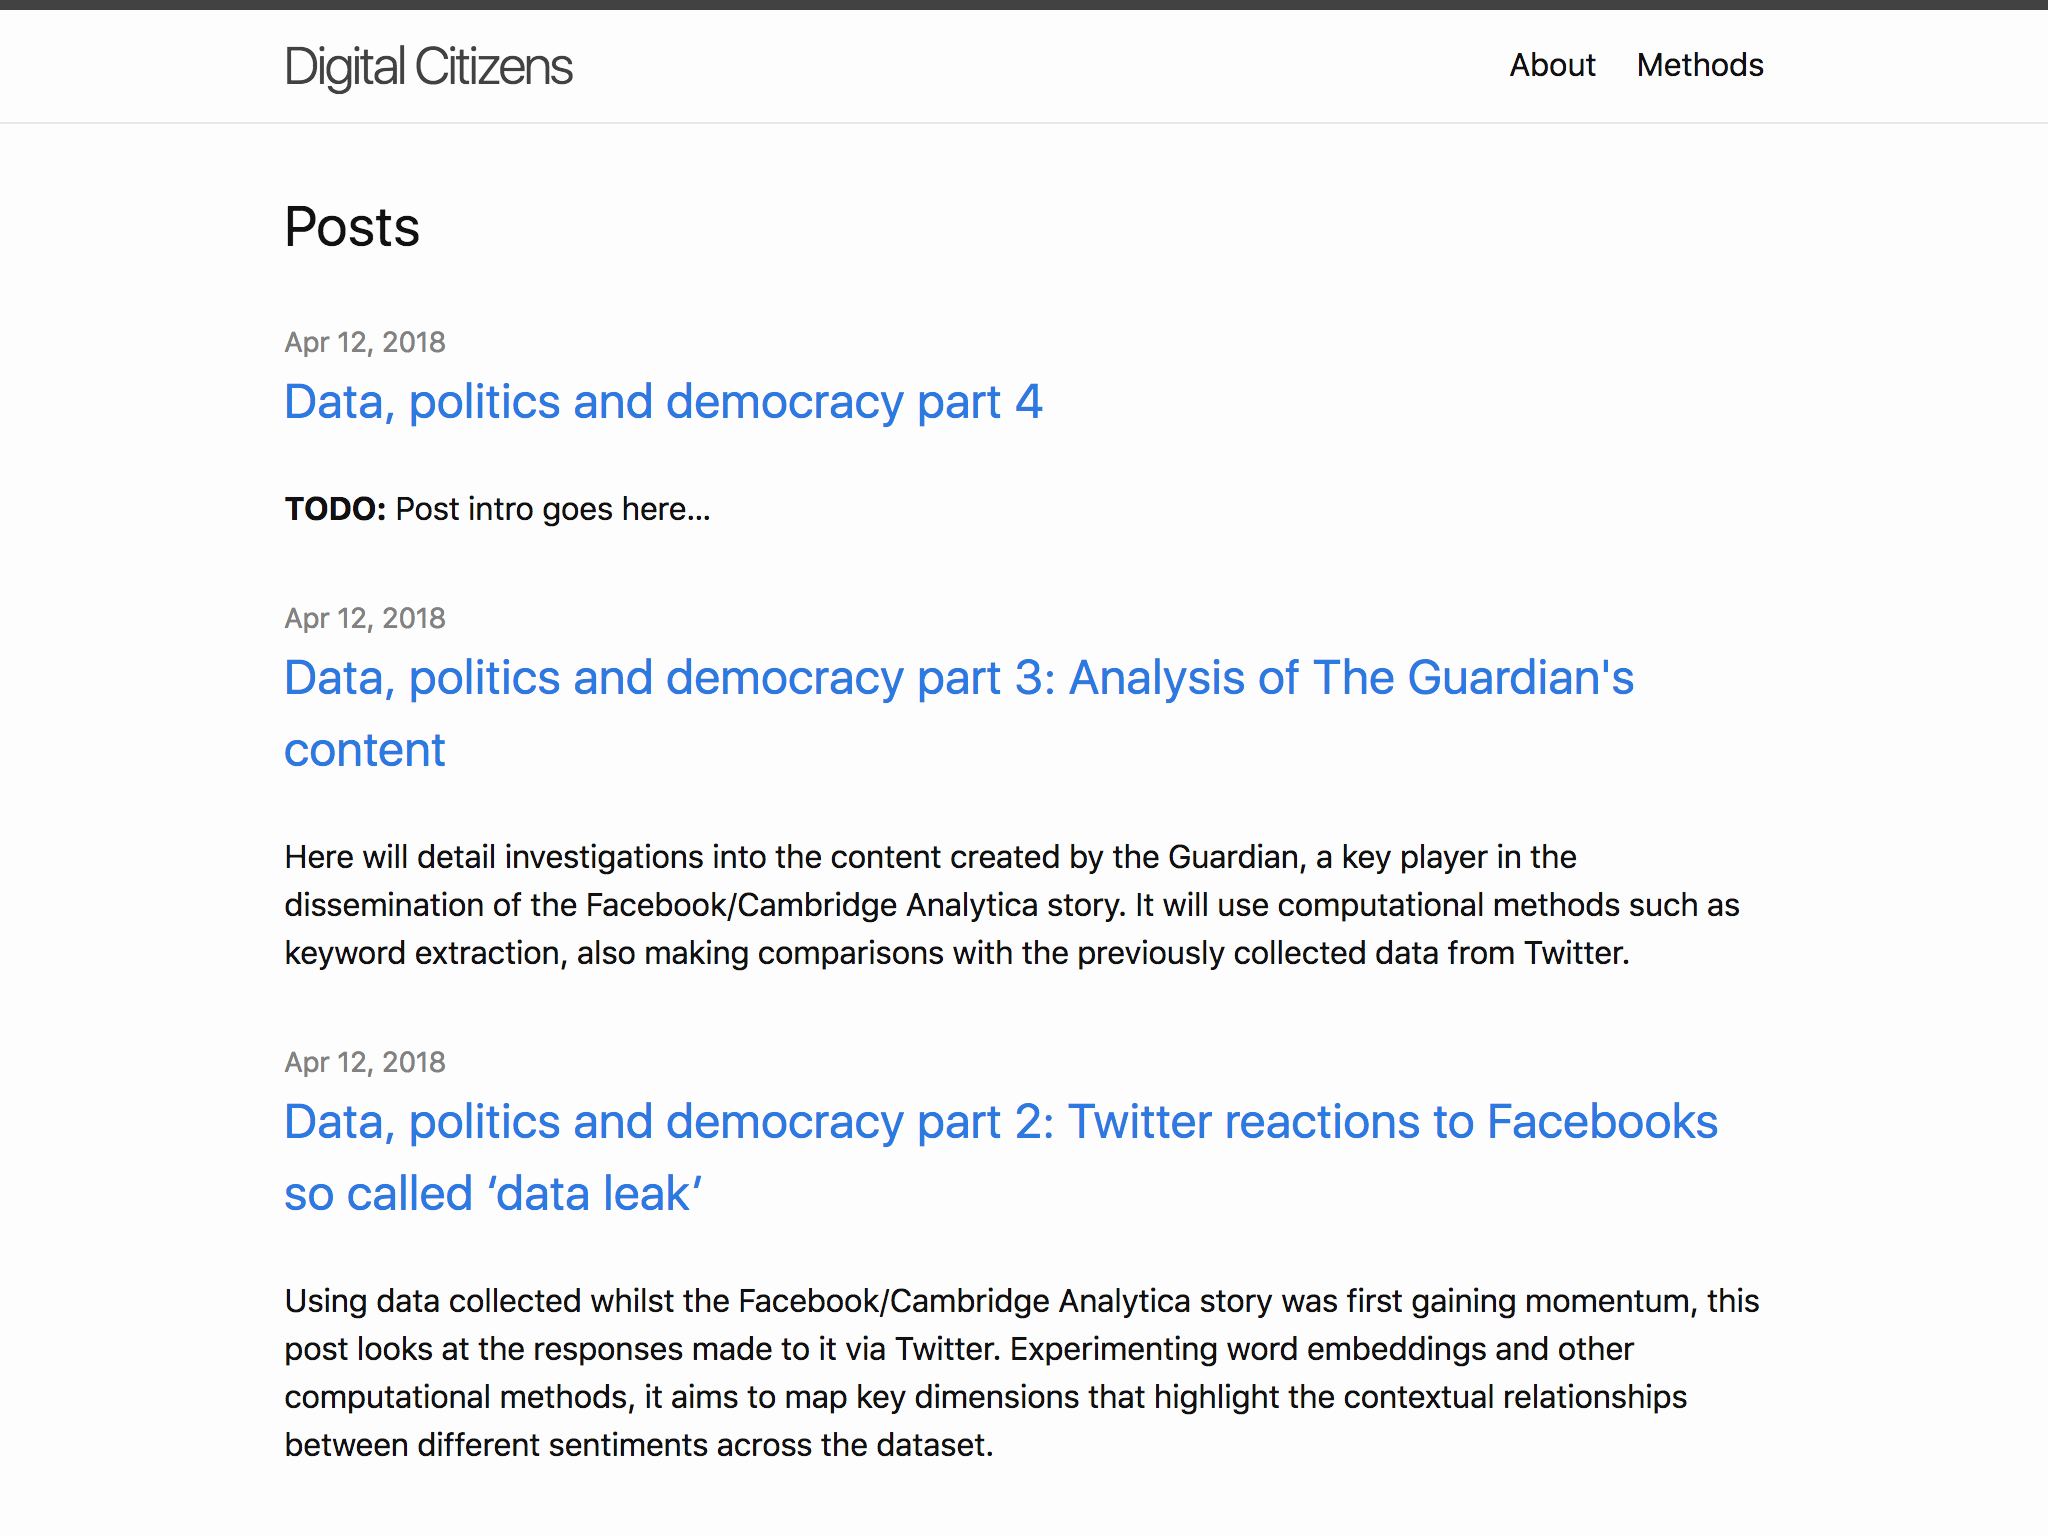 Digital Citizens
About Methods
Posts
Apr 12, 2018
Data, politics and democracy part 4
TODO: Post intro goes here...
Apr 12, 2018
Data, politics and democracy part 3: Analysis of The Guardian's
content
Here will detail investigations into the content created by the Guardian, a key player in the
dissemination of the Facebook/Cambridge Analytica story. It will use computational methods such as
keyword extraction, also making comparisons with the previously collected data from Twitter.
Apr 12, 2018
Data, politics and democracy part 2: Twitter reactions to Facebooks
so called ‘data leak’
Using data collected whilst the Facebook/Cambridge Analytica story was first gaining momentum, this
post looks at the responses made to it via Twitter. Experimenting word embeddings and other
computational methods, it aims to map key dimensions that highlight the contextual relationships
between different sentiments across the dataset.